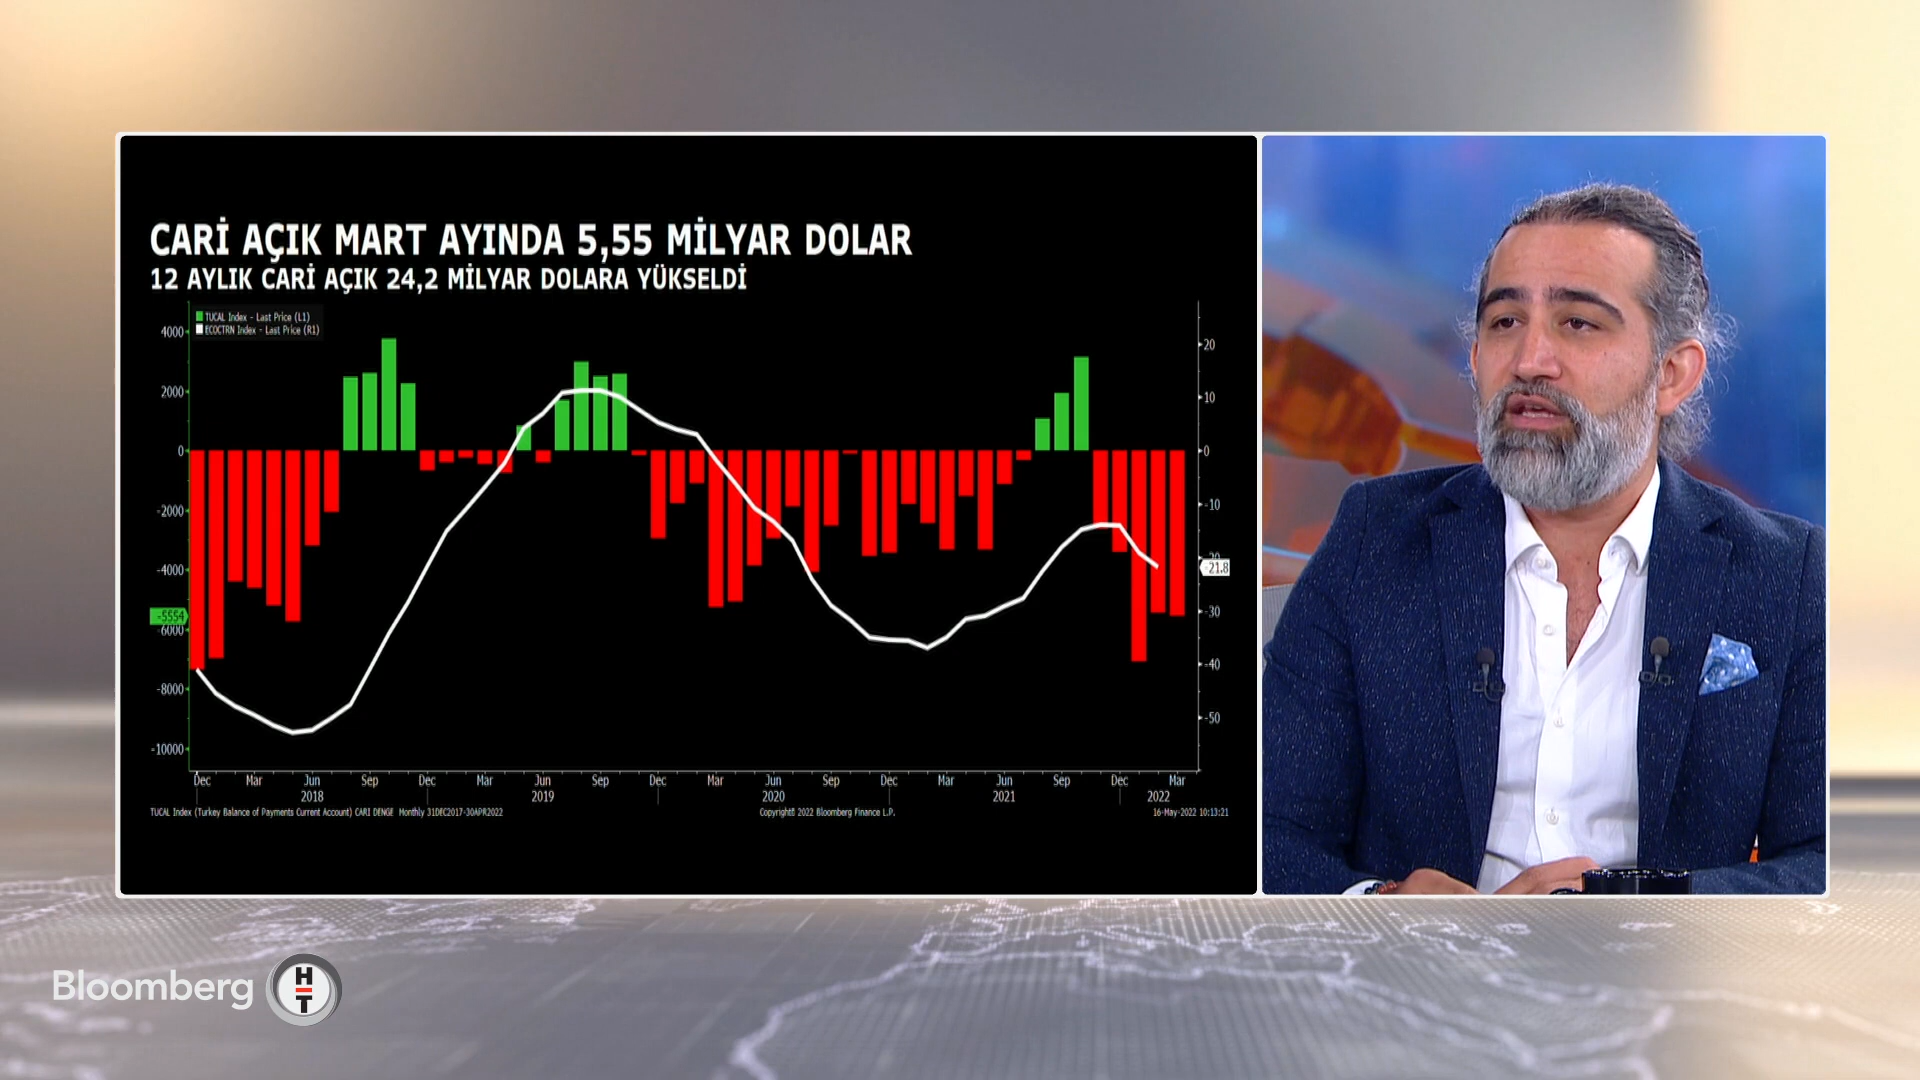 CARİ AÇIK MART AYINDA 5,55 MİLYAR DOLAR
12 AYLIK CARİ AÇIK 24,2 MİLYAR DOLARA YÜKSELDİ
TUCAL Index - Last Price (L1)
ECOCTRN Index - Last Price (R1)
4000
2000
0
-2000
-4000
-5554
-6000
-8000
-10000
20
10
0
-10
-20
-21.8
-30
-40
-50
Dec Mar Jun Sep Dec Mar Jun Sep Dec Mar Jun Sep Dec Mar Jun Sep Dec Mar
2018 2019 2020 2021 2022
TUCAL Index (Turkey Balance of Payments Current Account) CARI DENGE Monthly 31DEC2017-30APR2022 Copyright© 2022 Bloomberg Finance L.P. 16-May-2022 10:13:21
Bloomberg HT